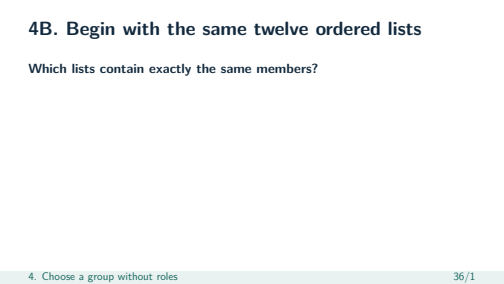 4B. Begin with the same twelve ordered lists
Which lists contain exactly the same members?
4. Choose a group without roles
36/1